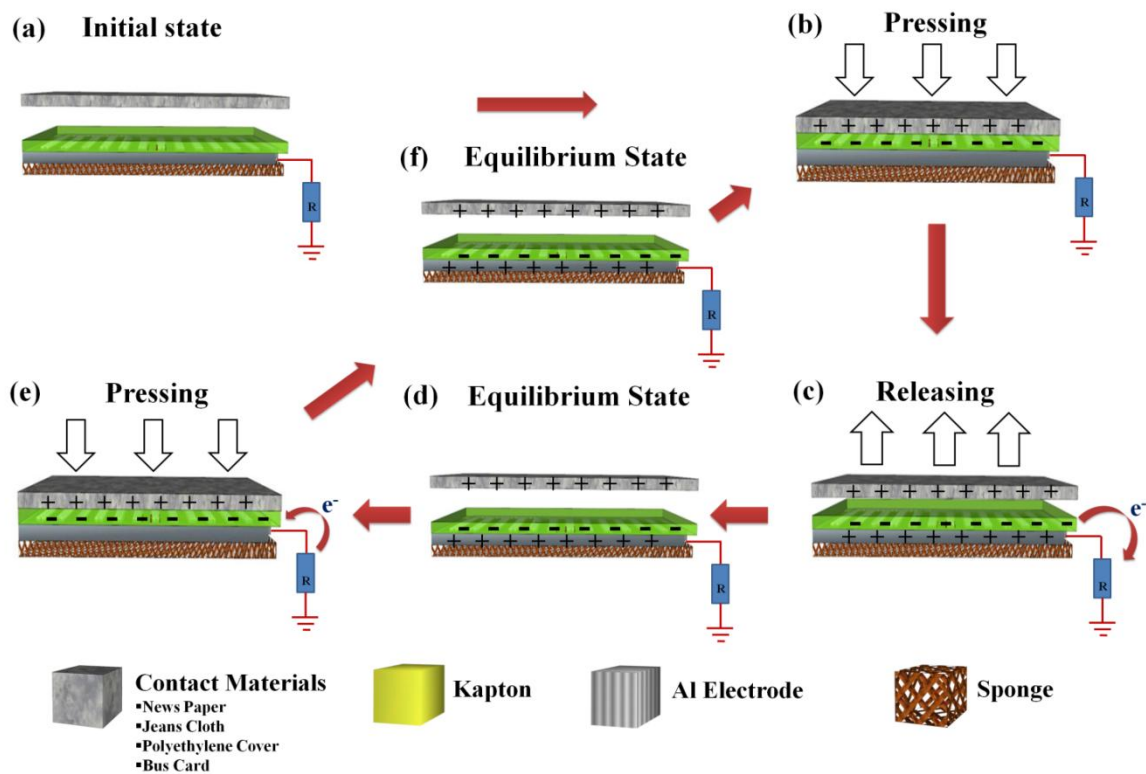 (a) Initial state
(b) Pressing
(f) Equilibrium State
R
R
R
(e) Pressing
(d) Equilibrium State
(c) Releasing
e-
e-
R
R
R
Contact Materials
▪News Paper
▪Jeans Cloth
▪Polyethylene Cover
▪Bus Card
Kapton
Al Electrode
Sponge